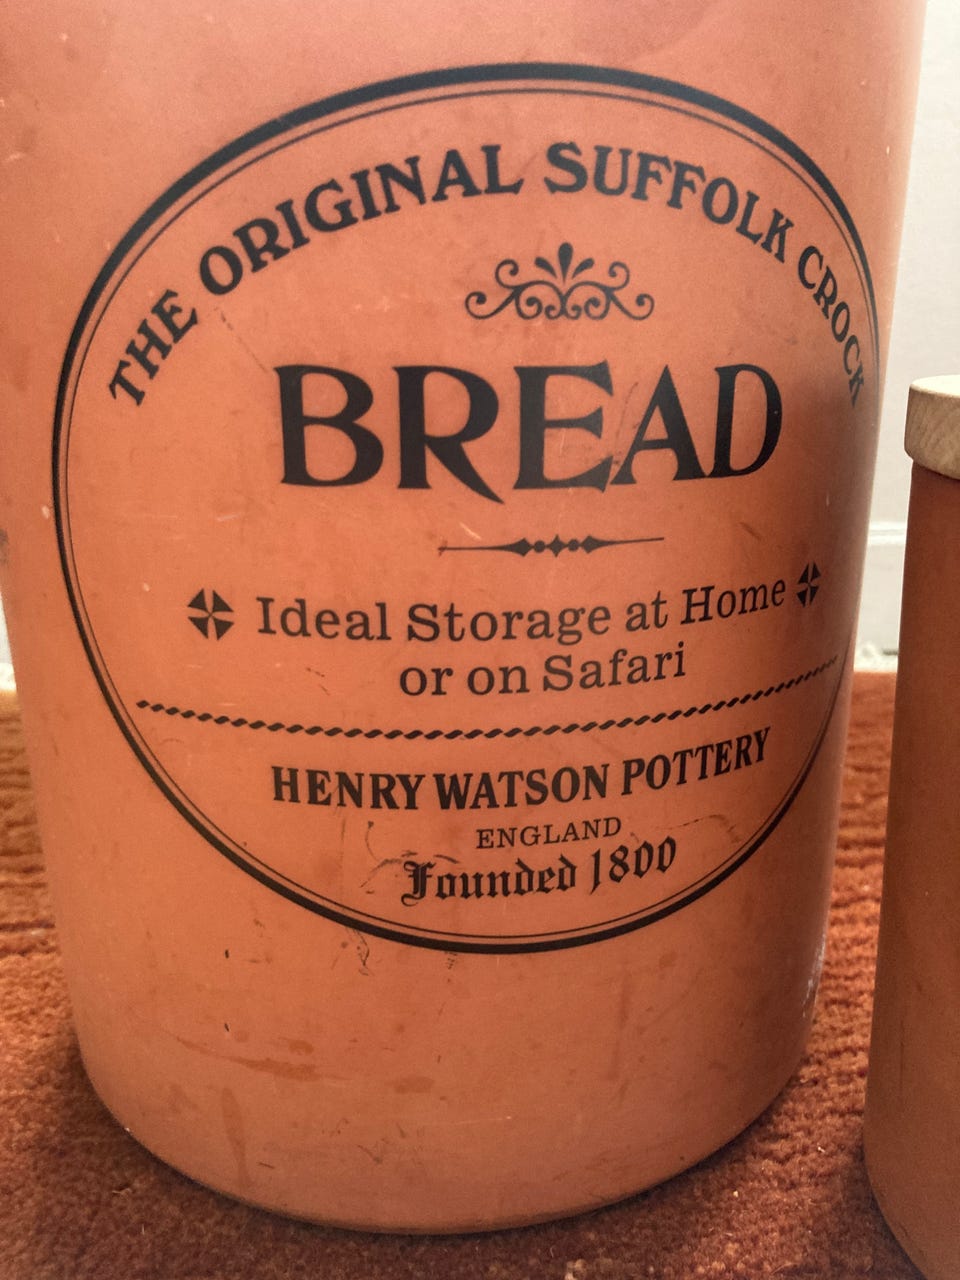 THE ORIGINAL SUFFOLK CROCK
BREAD
Ideal Storage at Home
or on Safari
HENRY WATSON POTTERY
ENGLAND
Founded 1800